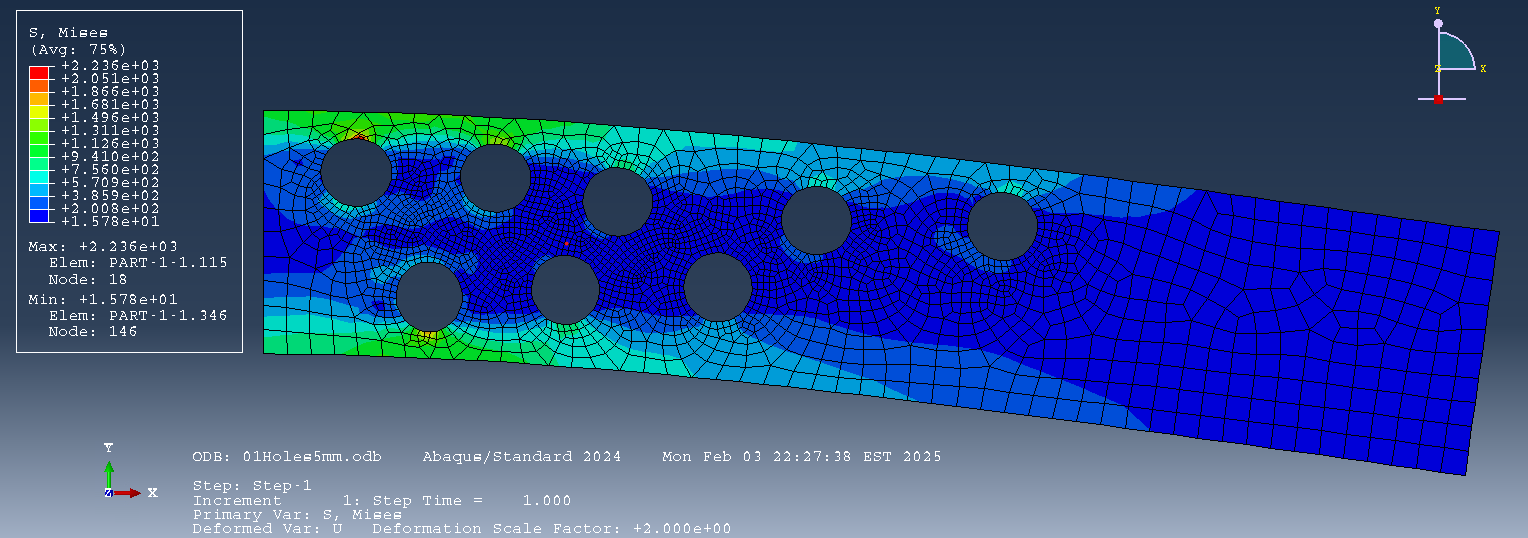 S, Mises
(Avg: 75%)
+2.236e+03
+2.051e+03
+1.866e+03
+1.681e+03
+1.496e+03
+1.311e+03
+1.126e+03
+9.410e+02
+7.560e+02
+5.709e+02
+3.859e+02
+2.008e+02
+1.578e+01
Max: +2.236e+03
Elem: PART-1-1.115
Node: 18
Min: +1.578e+01
Elem: PART-1-1.346
Node: 146
Y
Z
X
Y
Z
X
ODB: 01Holes5mm.odb    Abaqus/Standard 2024    Mon Feb 03 22:27:38 EST 2025
Step: Step-1
Increment      1: Step Time =    1.000
Primary Var: S, Mises
Deformed Var: U   Deformation Scale Factor: +2.000e+00